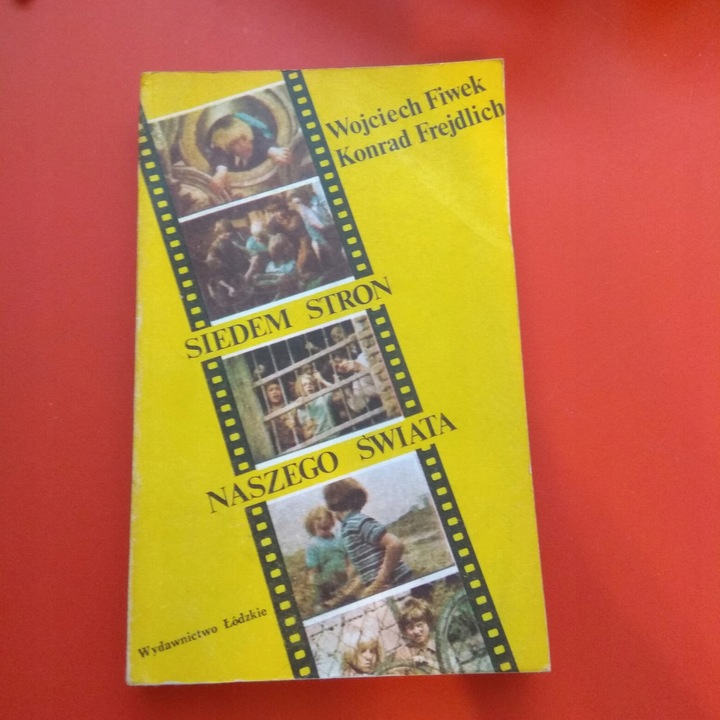 Wojciech Fiwek
Konrad Frejdlich
SIEDEM STRON
NASZEGO ŚWIATA
Wydawnictwo Łódzkie